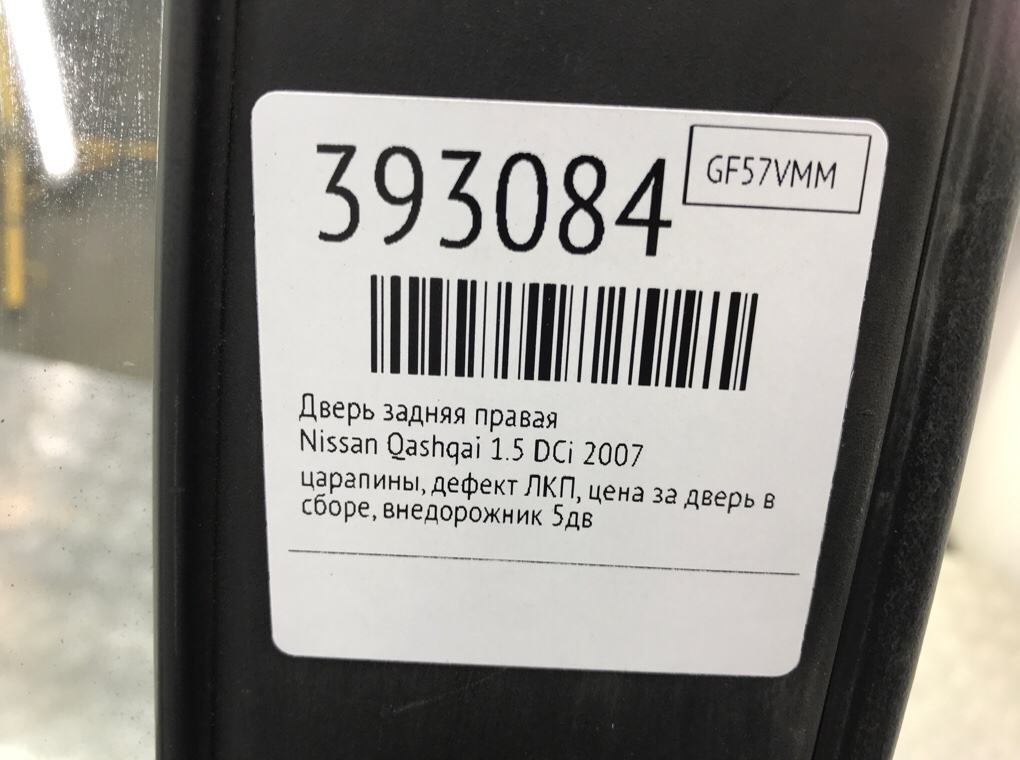 393084
GF57VMM
Дверь задняя правая
Nissan Qashqai 1.5 DCi 2007
царапины, дефект ЛКП, цена за дверь в
сборе, внедорожник 5дв